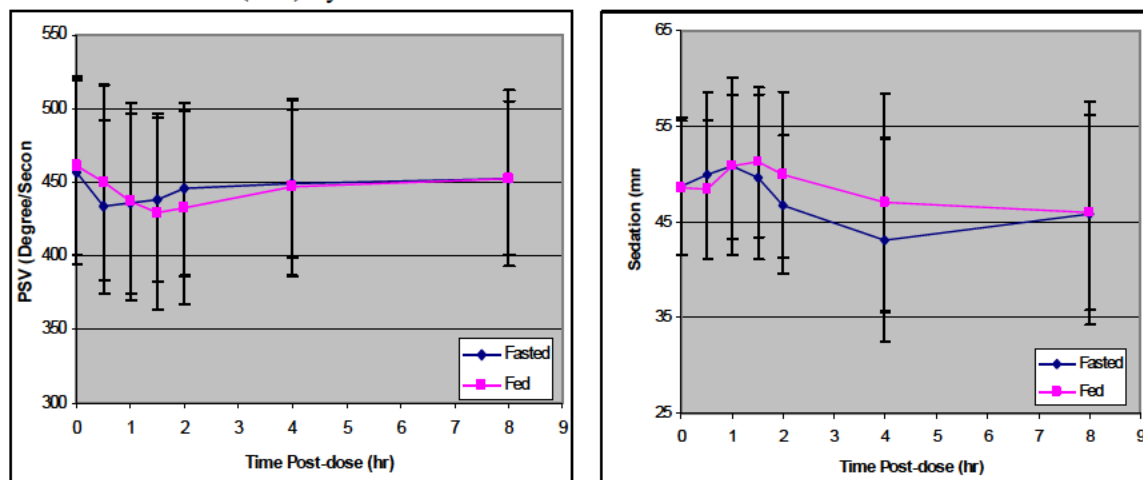 550
500
450
400
350
300
PSV (Degree/Secon
0 1 2 3 4 5 6 7 8 9
Time Post-dose (hr)
Fasted
Fed
65
55
45
35
25
Sedation (mn
0 1 2 3 4 5 6 7 8 9
Time Post-dose (hr)
Fasted
Fed